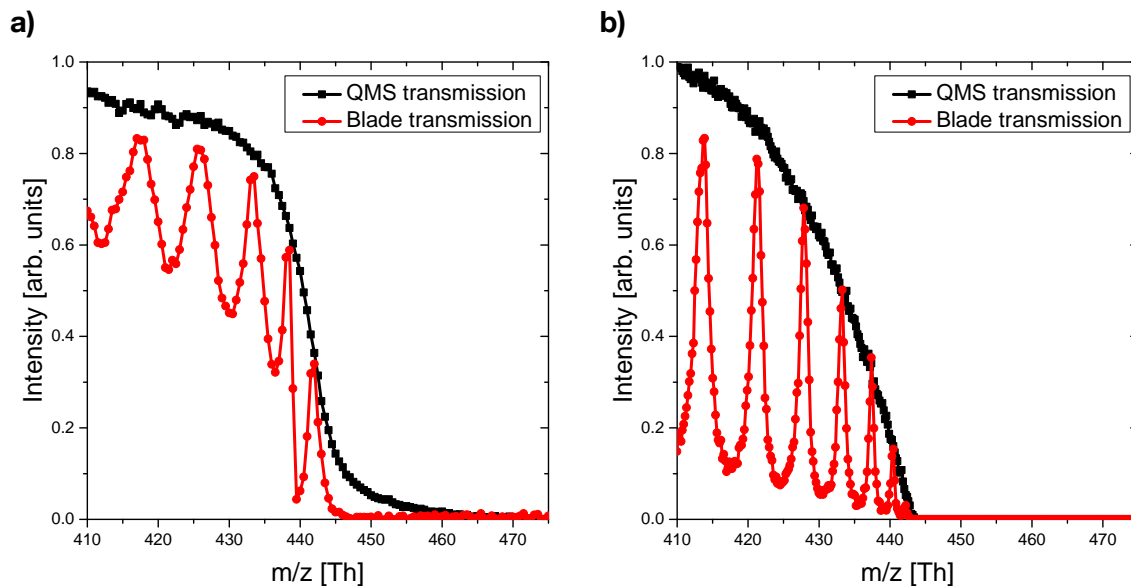 a)
1.0
0.8
0.6
0.4
0.2
0.0
Intensity [arb. units]
QMS transmission
Blade transmission
410 420 430 440 450 460 470
m/z [Th]
b)
1.0
0.8
0.6
0.4
0.2
0.0
Intensity [arb. units]
QMS transmission
Blade transmission
410 420 430 440 450 460 470
m/z [Th]